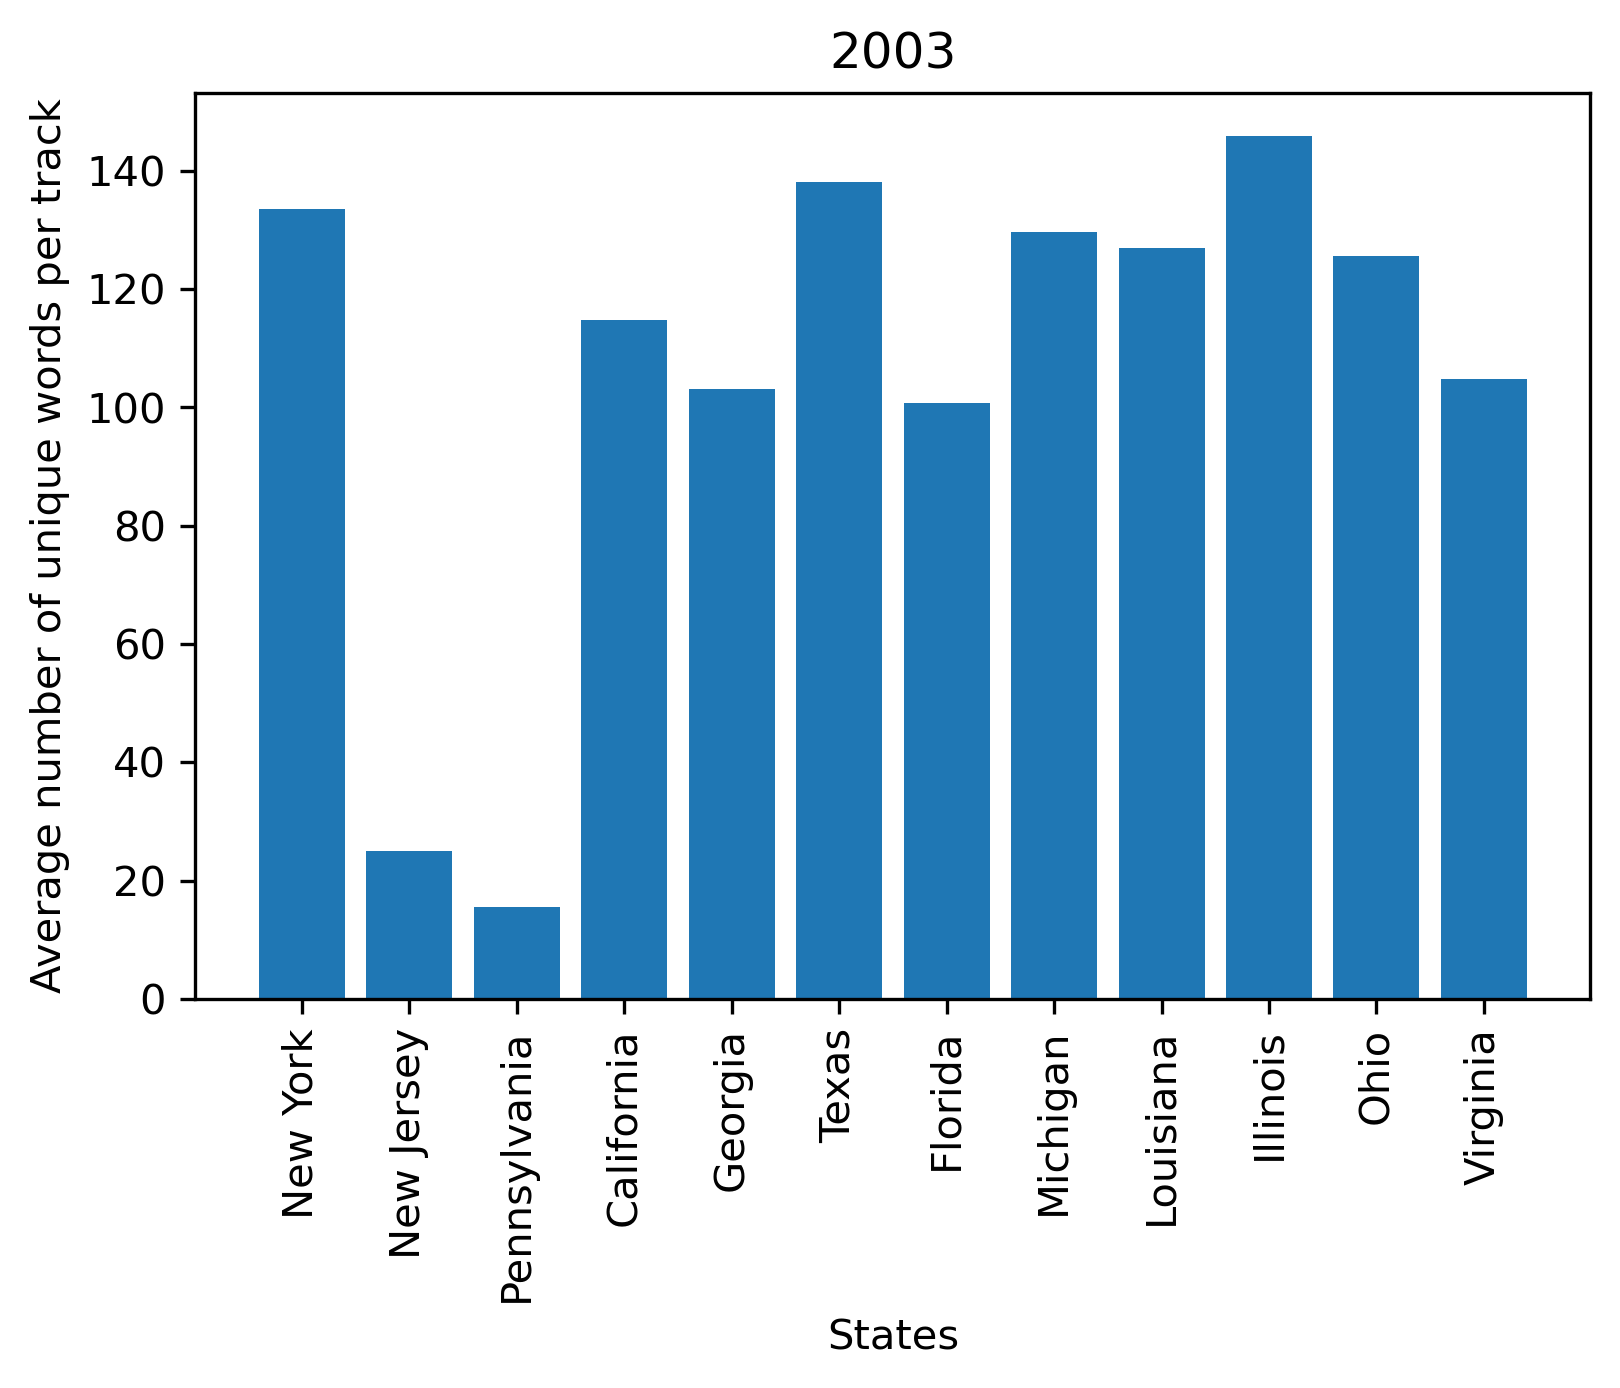 2003
Average number of unique words per track
140
120
100
80
60
40
20
0
New York
New Jersey
Pennsylvania
California
Georgia
Texas
Florida
Michigan
Louisiana
Illinois
Ohio
Virginia
States